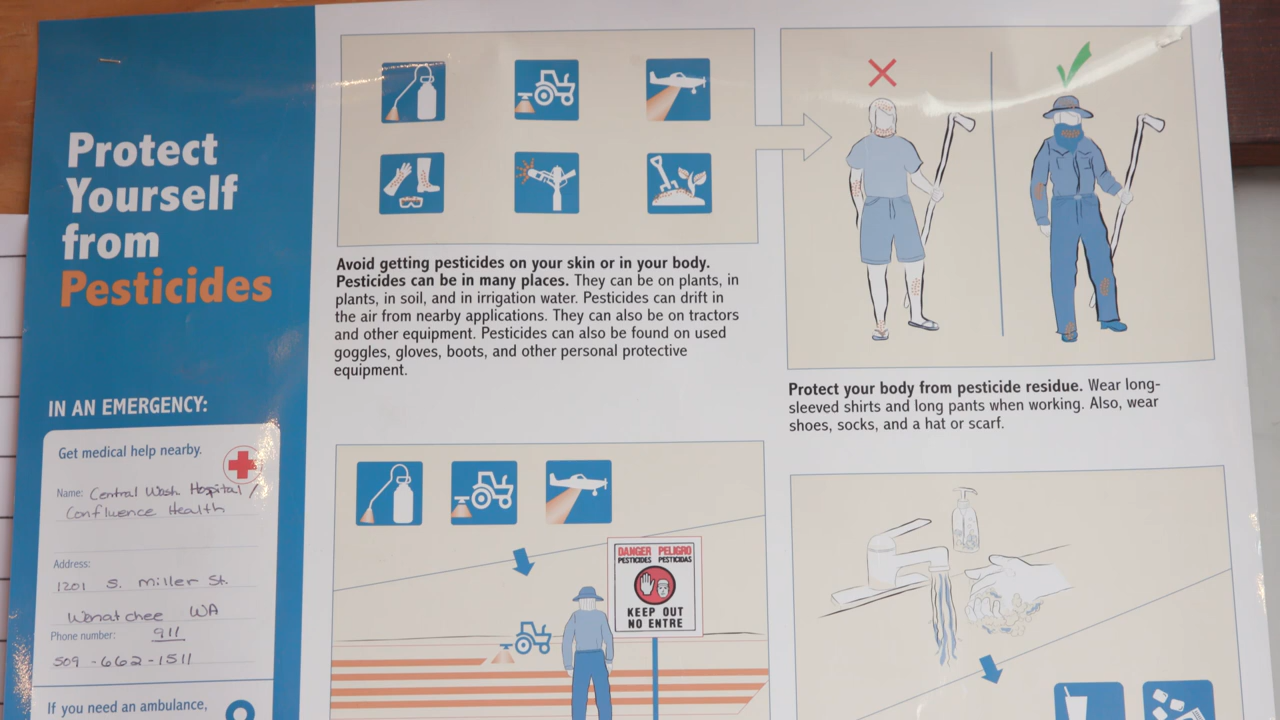 Protect
Yourself
from
Pesticides
IN AN EMERGENCY:
Get medical help nearby.
Name: Central Wash. Hospital /
Confluence Health
Address:
1201 S. Miller St.
Wenatchee WA
Phone number: 911
509-662-1511
If you need an ambulance,
Avoid getting pesticides on your skin or in your body.
Pesticides can be in many places. They can be on plants, in
plants, in soil, and in irrigation water. Pesticides can drift in
the air from nearby applications. They can also be on tractors
and other equipment. Pesticides can also be found on used
goggles, gloves, boots, and other personal protective
equipment.
Protect your body from pesticide residue. Wear long-
sleeved shirts and long pants when working. Also, wear
shoes, socks, and a hat or scarf.
DANGER PELIGRO
PESTICIDES PESTICIDAS
KEEP OUT
NO ENTRE